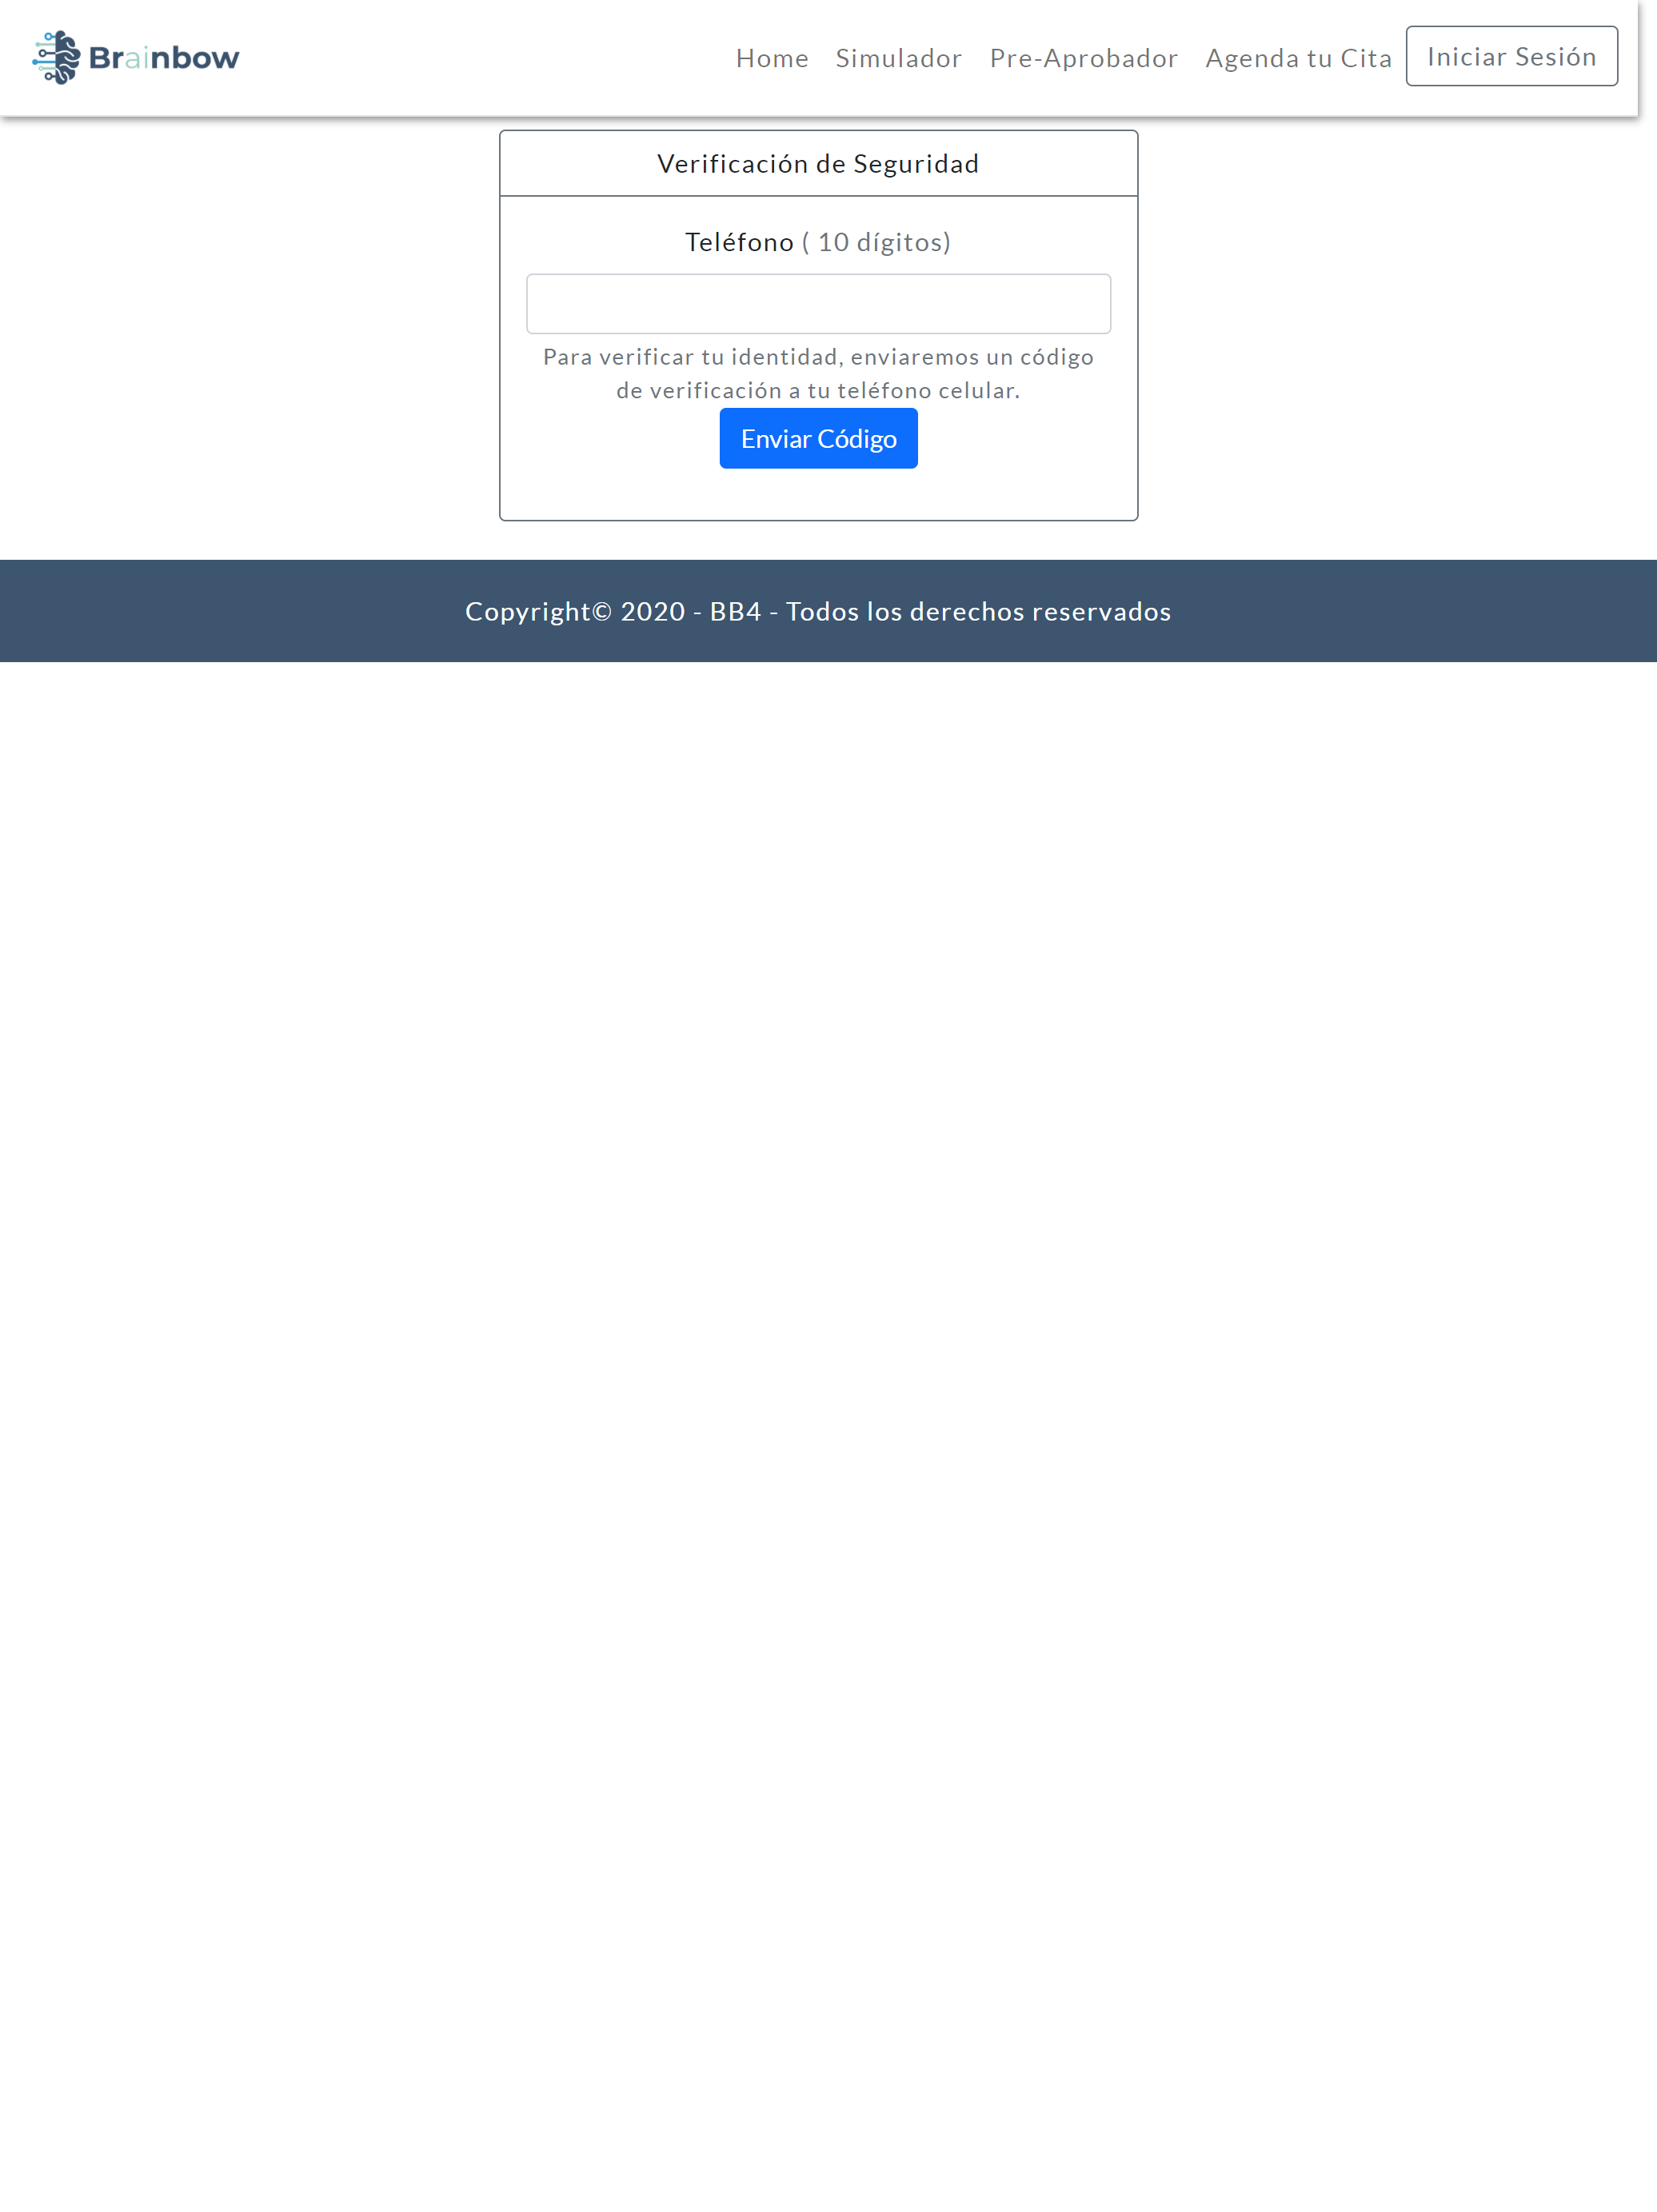 Brainbow
Home Simulador Pre-Aprobador Agenda tu Cita Iniciar Sesión
Verificación de Seguridad
Teléfono ( 10 dígitos)
Para verificar tu identidad, enviaremos un código
de verificación a tu teléfono celular.
Enviar Código
Copyright© 2020 - BB4 - Todos los derechos reservados